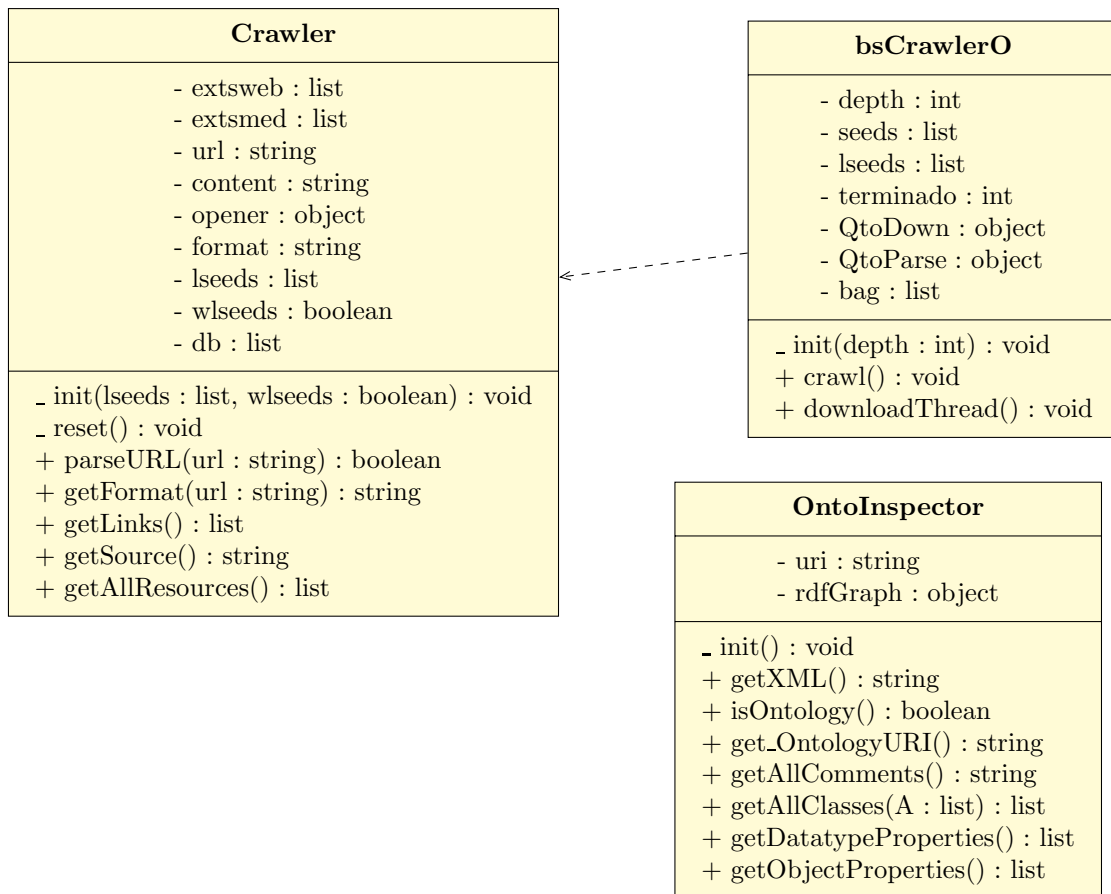 Crawler
- extsweb : list
- extsmed : list
- url : string
- content : string
- opener : object
- format : string
- lseeds : list
- wlseeds : boolean
- db : list
_ init(lseeds : list, wlseeds : boolean) : void
_ reset() : void
+ parseURL(url : string) : boolean
+ getFormat(url : string) : string
+ getLinks() : list
+ getSource() : string
+ getAllResources() : list
bsCrawlerO
- depth : int
- seeds : list
- lseeds : list
- terminado : int
- QtoDown : object
- QtoParse : object
- bag : list
_ init(depth : int) : void
+ crawl() : void
+ downloadThread() : void
OntoInspector
- uri : string
- rdfGraph : object
_ init() : void
+ getXML() : string
+ isOntology() : boolean
+ get_OntologyURI() : string
+ getAllComments() : string
+ getAllClasses(A : list) : list
+ getDatatypeProperties() : list
+ getObjectProperties() : list